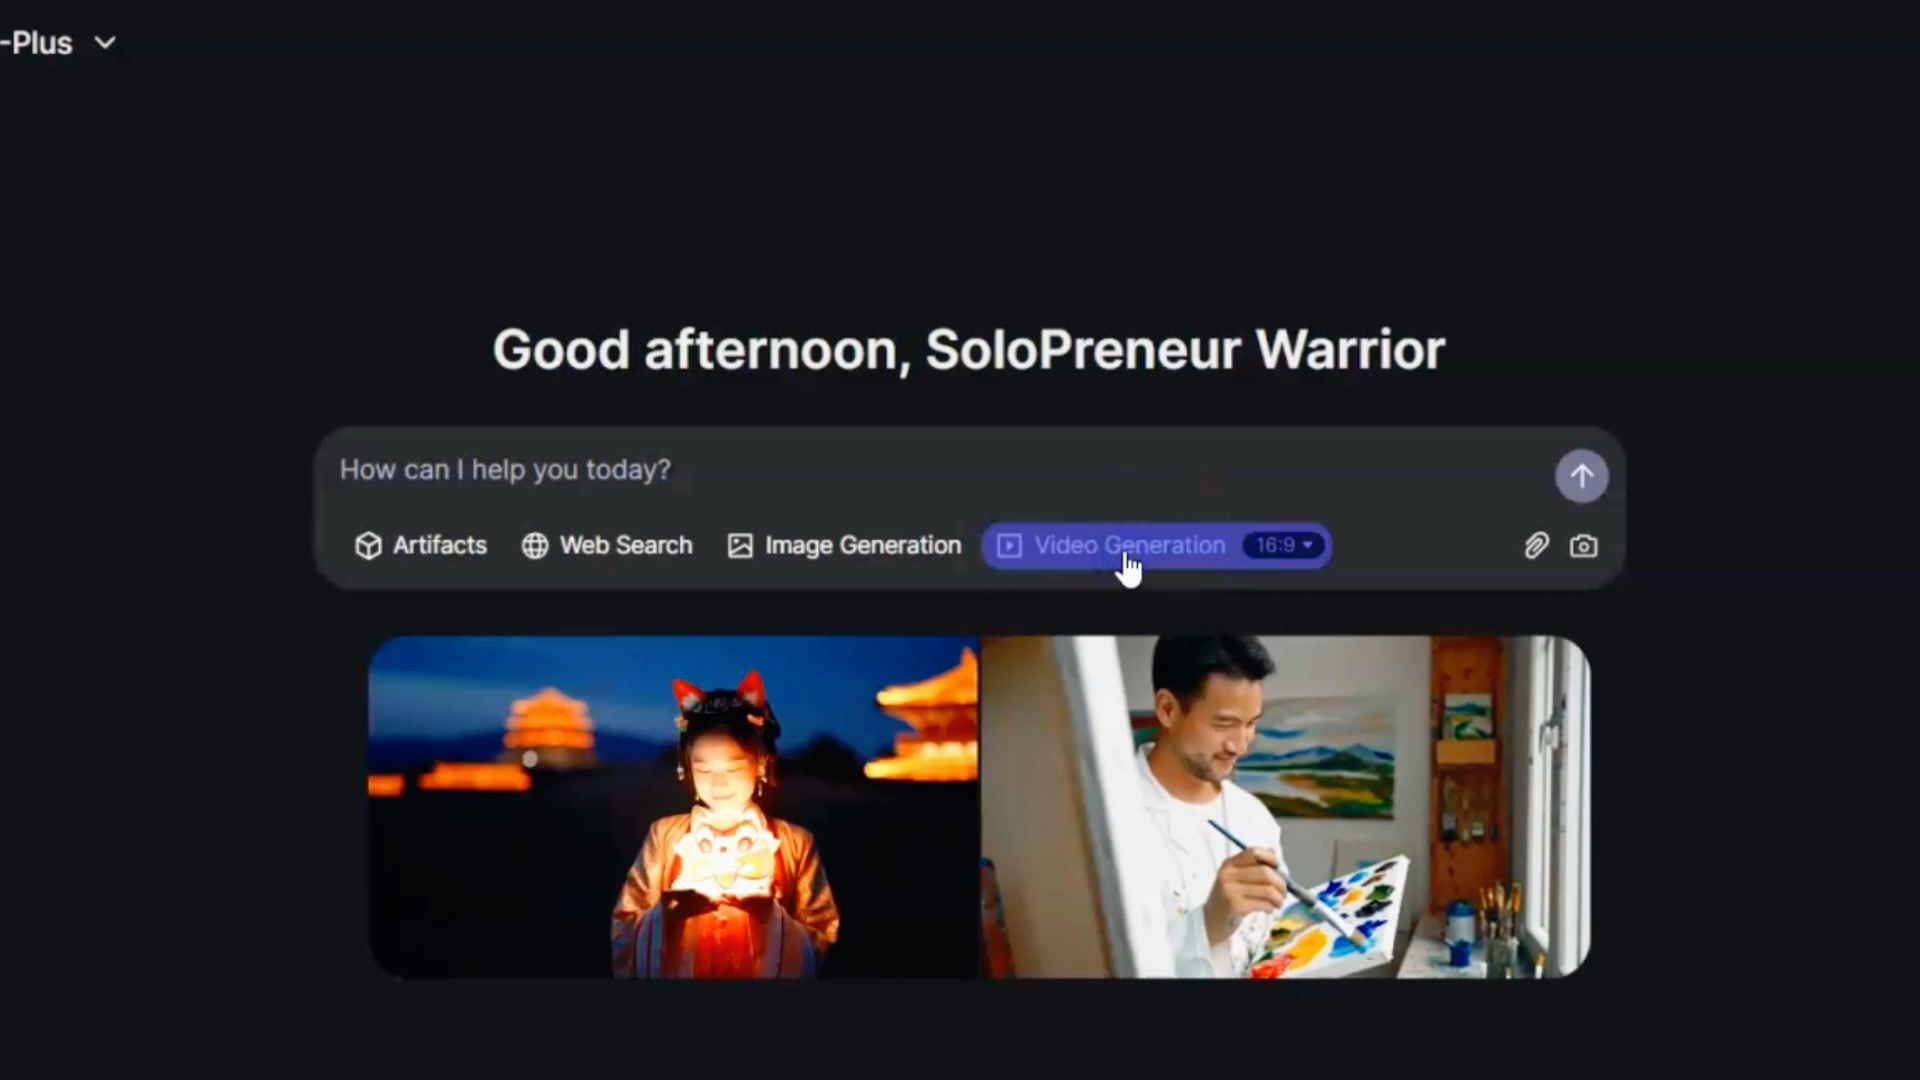 -Plus
Good afternoon, SoloPreneur Warrior
How can I help you today?
Artifacts Web Search Image Generation Video Generation 16:9